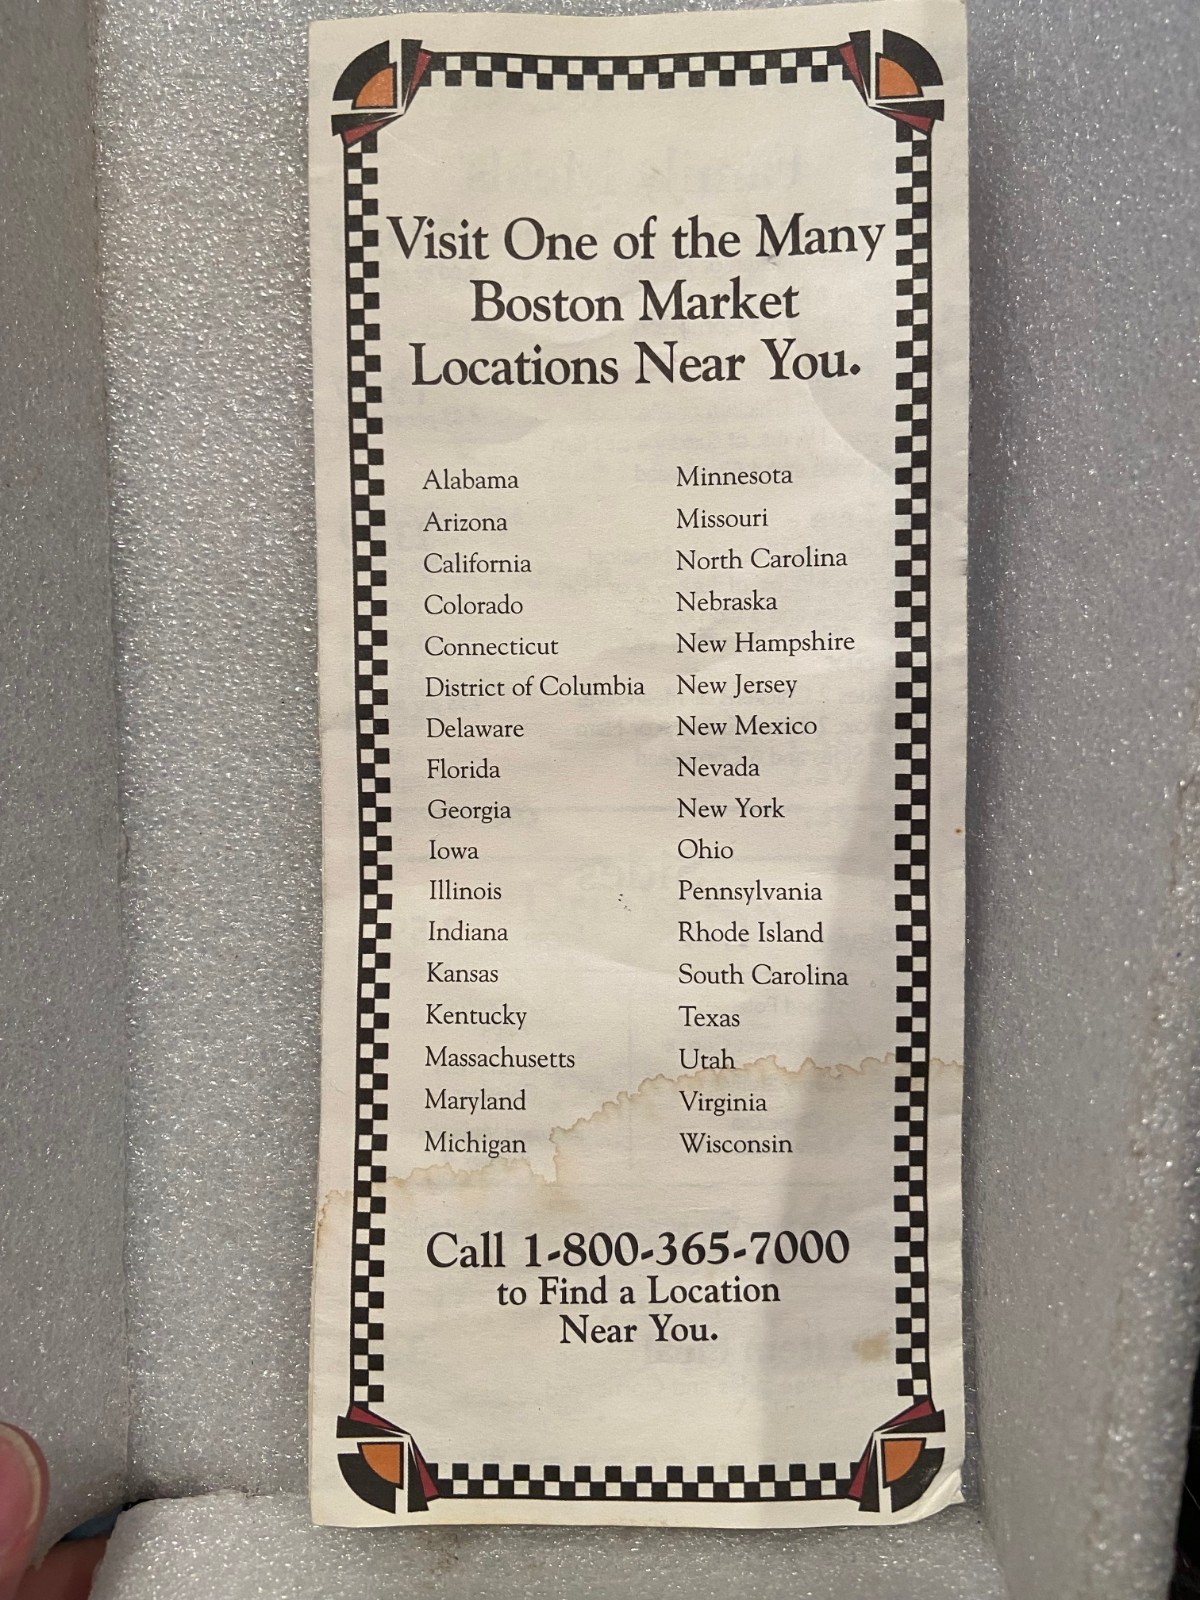 Visit One of the Many
Boston Market
Locations Near You.
Alabama
Arizona
California
Colorado
Connecticut
District of Columbia
Delaware
Florida
Georgia
Iowa
Illinois
Indiana
Kansas
Kentucky
Massachusetts
Maryland
Michigan
Minnesota
Missouri
North Carolina
Nebraska
New Hampshire
New Jersey
New Mexico
Nevada
New York
Ohio
Pennsylvania
Rhode Island
South Carolina
Texas
Utah
Virginia
Wisconsin
Call 1-800-365-7000
to Find a Location
Near You.